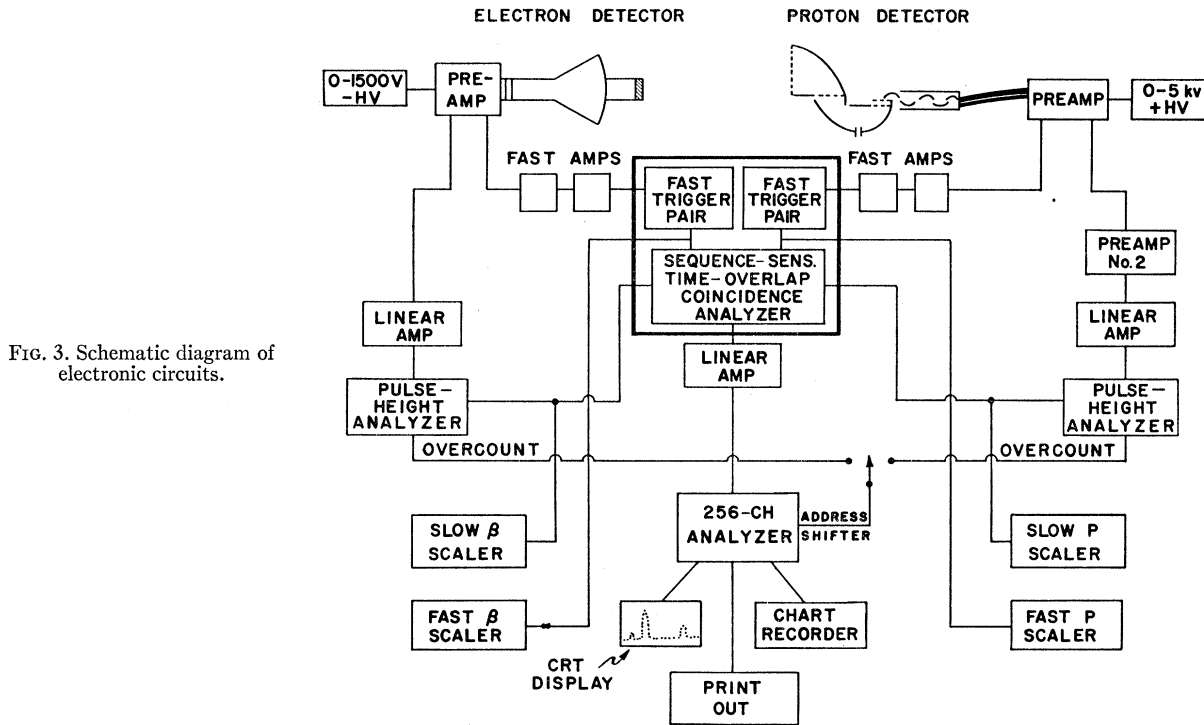 ELECTRON DETECTOR
PROTON DETECTOR
0-1500V
-HV
PRE-
AMP
PREAMP
0-5 kv
+HV
FAST AMPS
FAST AMPS
FAST
TRIGGER
PAIR
FAST
TRIGGER
PAIR
PREAMP
No.2
SEQUENCE-SENS.
TIME-OVERLAP
COINCIDENCE
ANALYZER
LINEAR
AMP
LINEAR
AMP
LINEAR
AMP
FIG. 3. Schematic diagram of
electronic circuits.
PULSE-
HEIGHT
ANALYZER
PULSE-
HEIGHT
ANALYZER
OVERCOUNT
OVERCOUNT
256-CH
ANALYZER
ADDRESS
SHIFTER
SLOW β
SCALER
SLOW P
SCALER
FAST β
SCALER
CHART
RECORDER
FAST P
SCALER
CRT
DISPLAY
PRINT
OUT